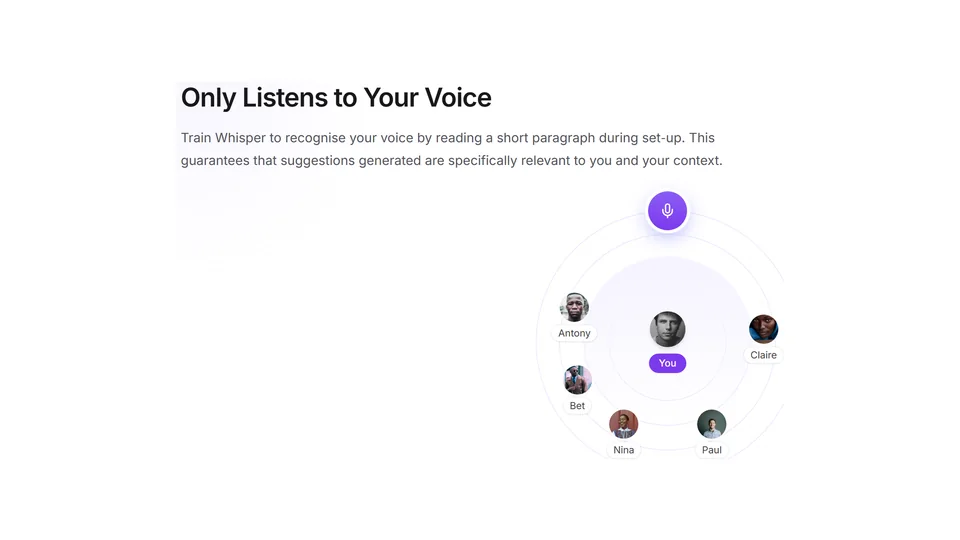 Only Listens to Your Voice
Train Whisper to recognise your voice by reading a short paragraph during set-up. This
guarantees that suggestions generated are specifically relevant to you and your context.
Antony
You
Claire
Bet
Nina
Paul